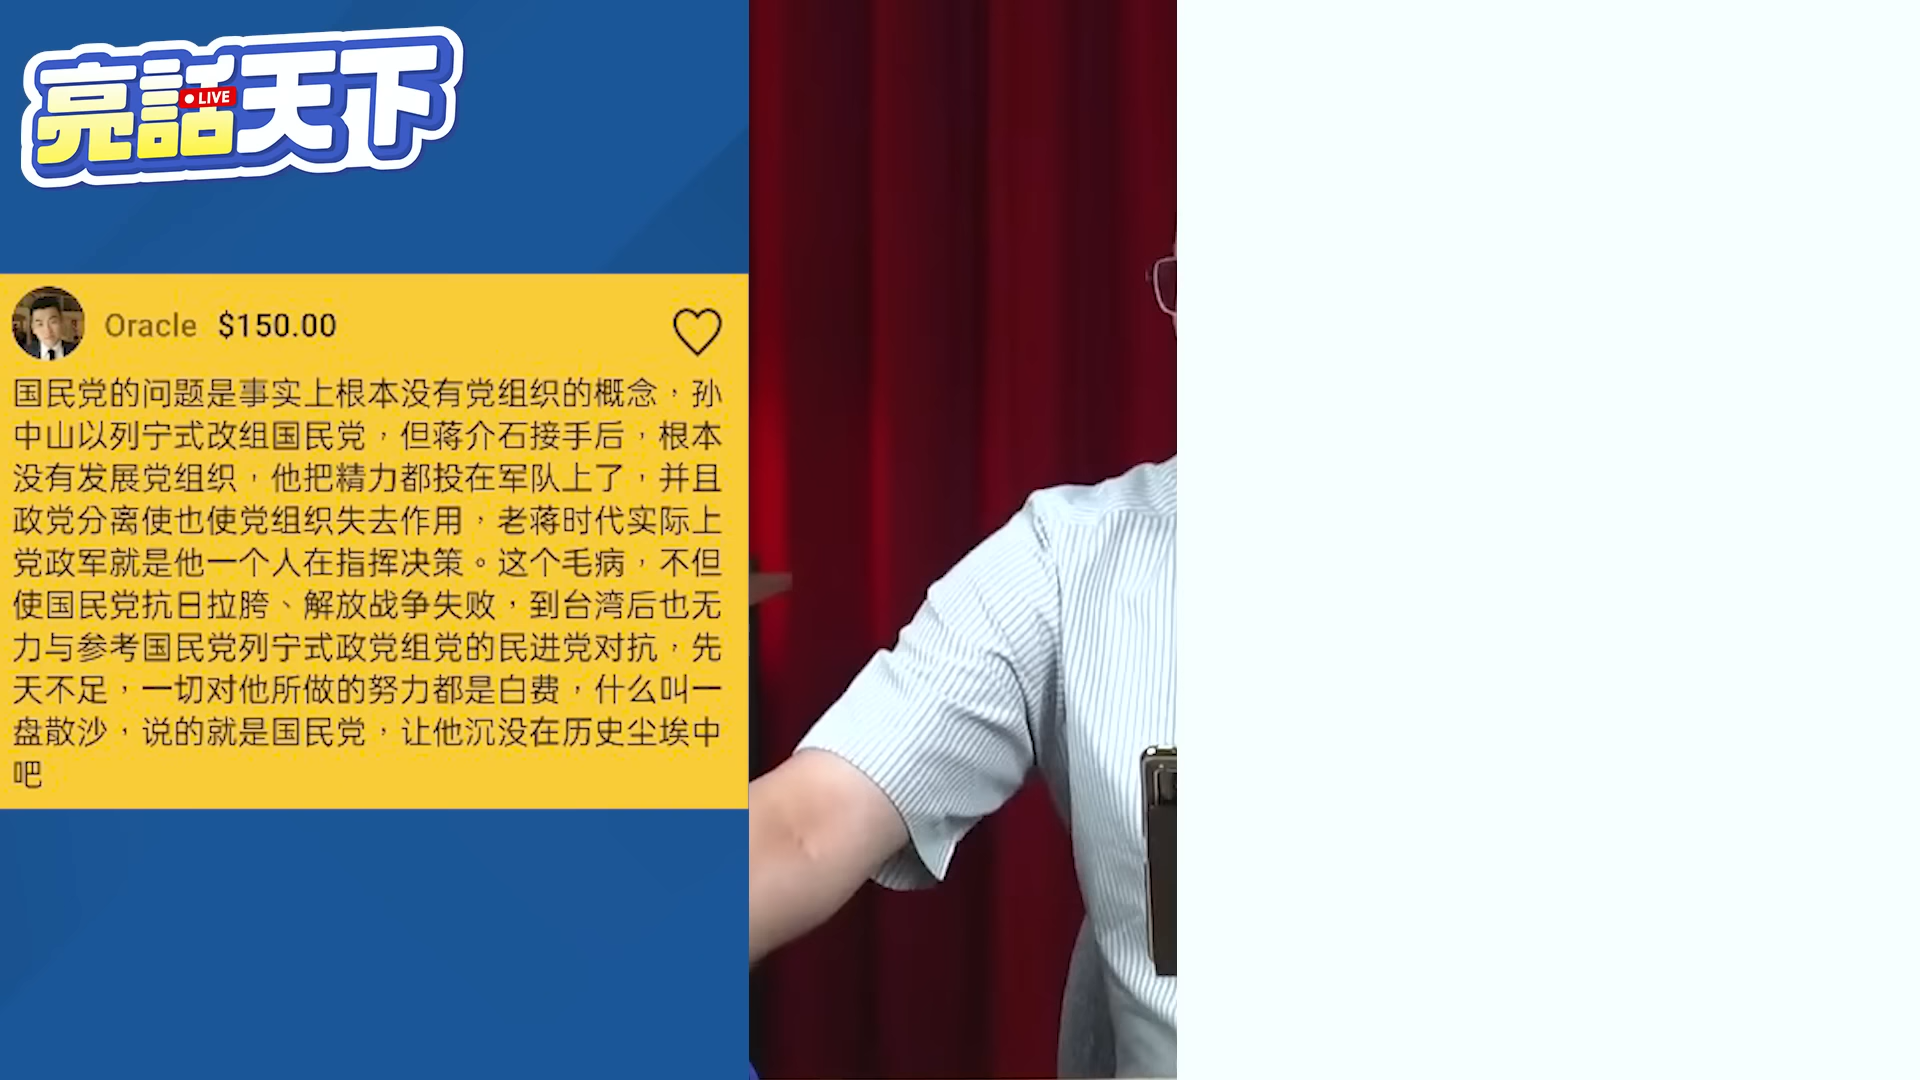 亮話天下
LIVE
Oracle $150.00
国民党的问题是事实上根本没有党组织的概念，孙
中山以列宁式改组国民党，但蒋介石接手后，根本
没有发展党组织，他把精力都投在军队上了，并且
政党分离使也使党组织失去作用，老蒋时代实际上
党政军就是他一个人在指挥决策。这个毛病，不但
使国民党抗日拉胯、解放战争失败，到台湾后也无
力与参考国民党列宁式政党组党的民进党对抗，先
天不足，一切对他所做的努力都是白费，什么叫一
盘散沙，说的就是国民党，让他沉没在历史尘埃中
吧